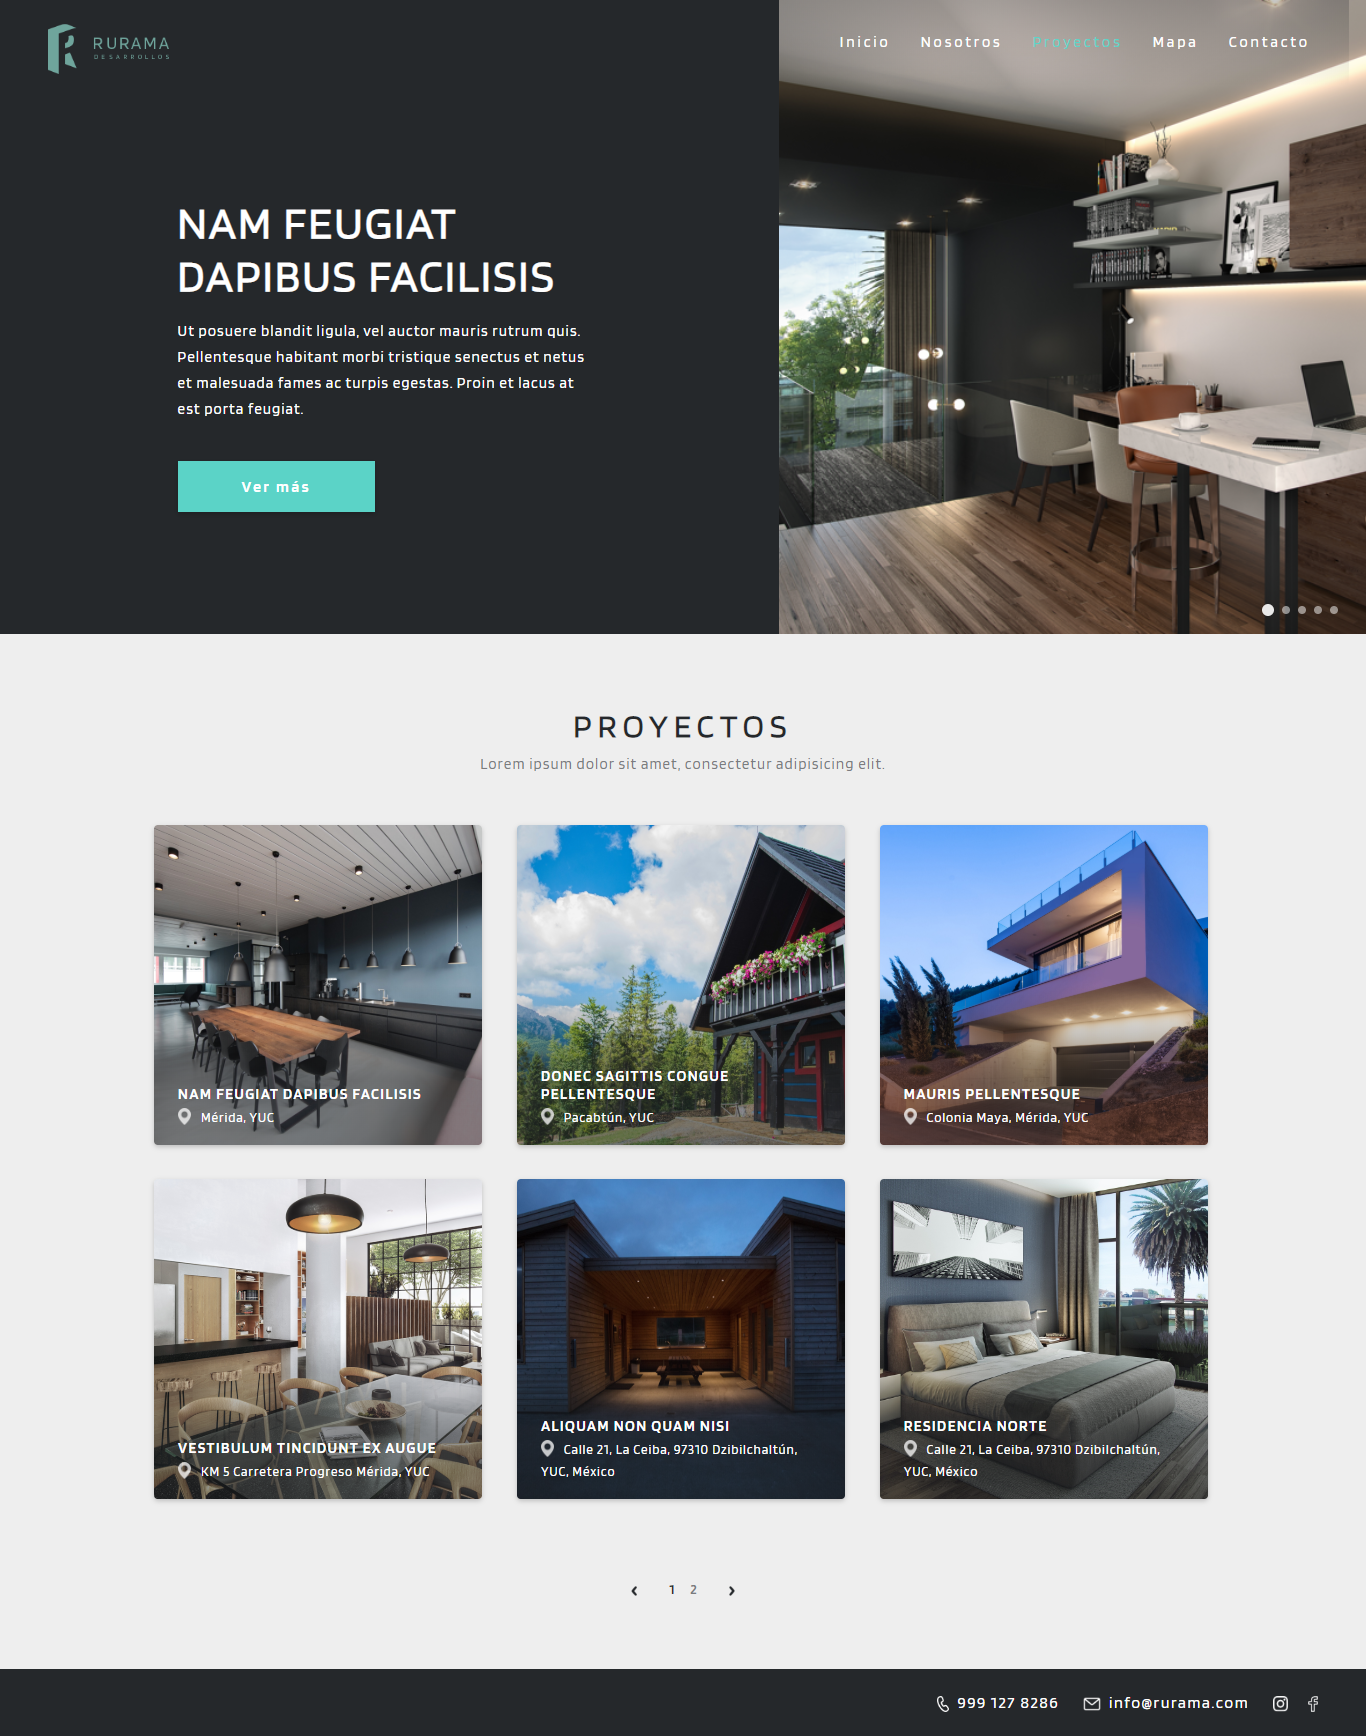 RURAMA
DESARROLLOS
Inicio Nosotros Proyectos Mapa Contacto
NAM FEUGIAT
DAPIBUS FACILISIS
Ut posuere blandit ligula, vel auctor mauris rutrum quis.
Pellentesque habitant morbi tristique senectus et netus
et malesuada fames ac turpis egestas. Proin et lacus at
est porta feugiat.
Ver más
PROYECTOS
Lorem ipsum dolor sit amet, consectetur adipisicing elit.
NAM FEUGIAT DAPIBUS FACILISIS
Mérida, YUC
DONEC SAGITTIS CONGUE
PELLENTESQUE
Pacabtún, YUC
MAURIS PELLENTESQUE
Colonia Maya, Mérida, YUC
VESTIBULUM TINCIDUNT EX AUGUE
KM 5 Carretera Progreso Mérida, YUC
ALIQUAM NON QUAM NISI
Calle 21, La Ceiba, 97310 Dzibilchaltún,
YUC, México
RESIDENCIA NORTE
Calle 21, La Ceiba, 97310 Dzibilchaltún,
YUC, México
‹ 1 2 ›
999 127 8286 info@rurama.com